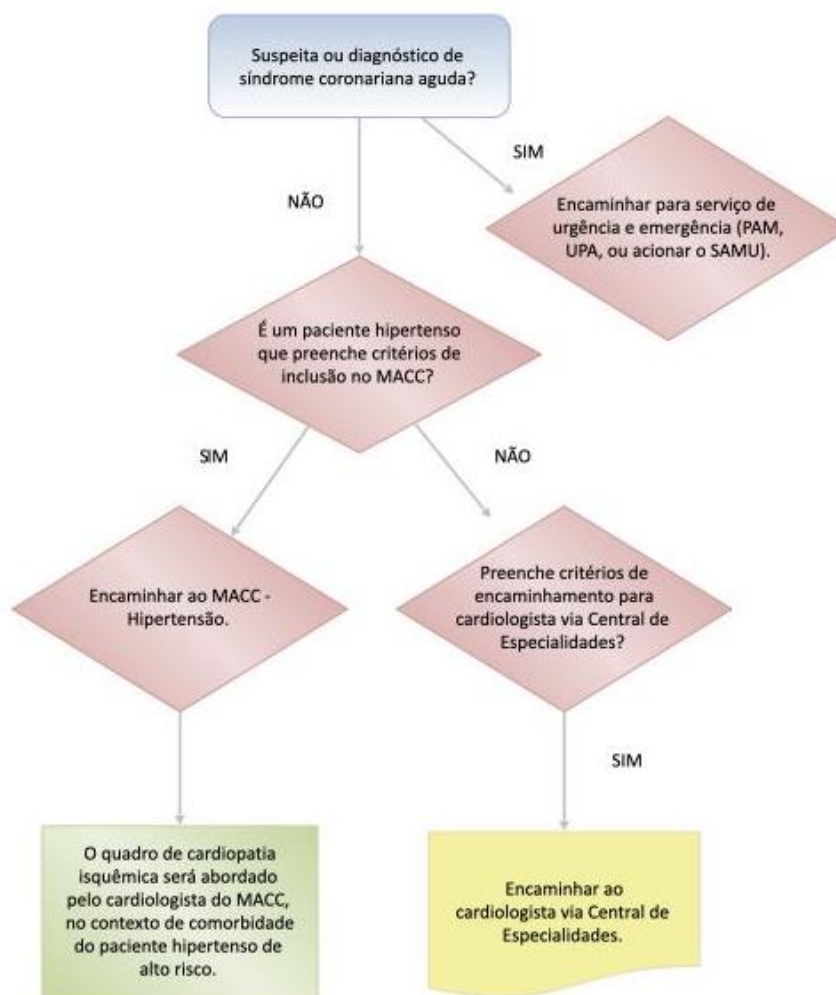 Suspeita ou diagnóstico de
síndrome coronariana aguda?
SIM
NÃO
Encaminhar para serviço de
urgência e emergência (PAM,
UPA, ou acionar o SAMU).
É um paciente hipertenso
que preenche critérios de
inclusão no MACC?
SIM
NÃO
Encaminhar ao MACC -
Hipertensão.
Preenche critérios de
encaminhamento para
cardiologista via Central de
Especialidades?
SIM
O quadro de cardiopatia
isquêmica será abordado
pelo cardiologista do MACC,
no contexto de comorbidade
do paciente hipertenso de
alto risco.
Encaminhar ao
cardiologista via Central de
Especialidades.